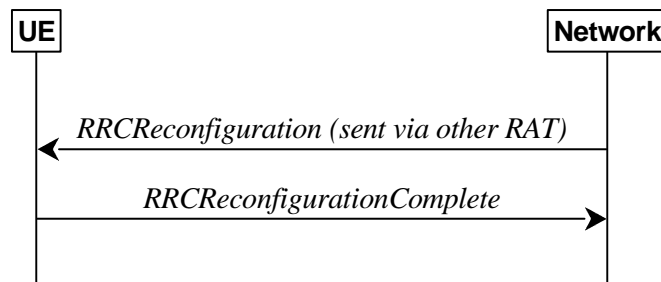 UE
Network
RRCReconfiguration (sent via other RAT)
RRCReconfigurationComplete